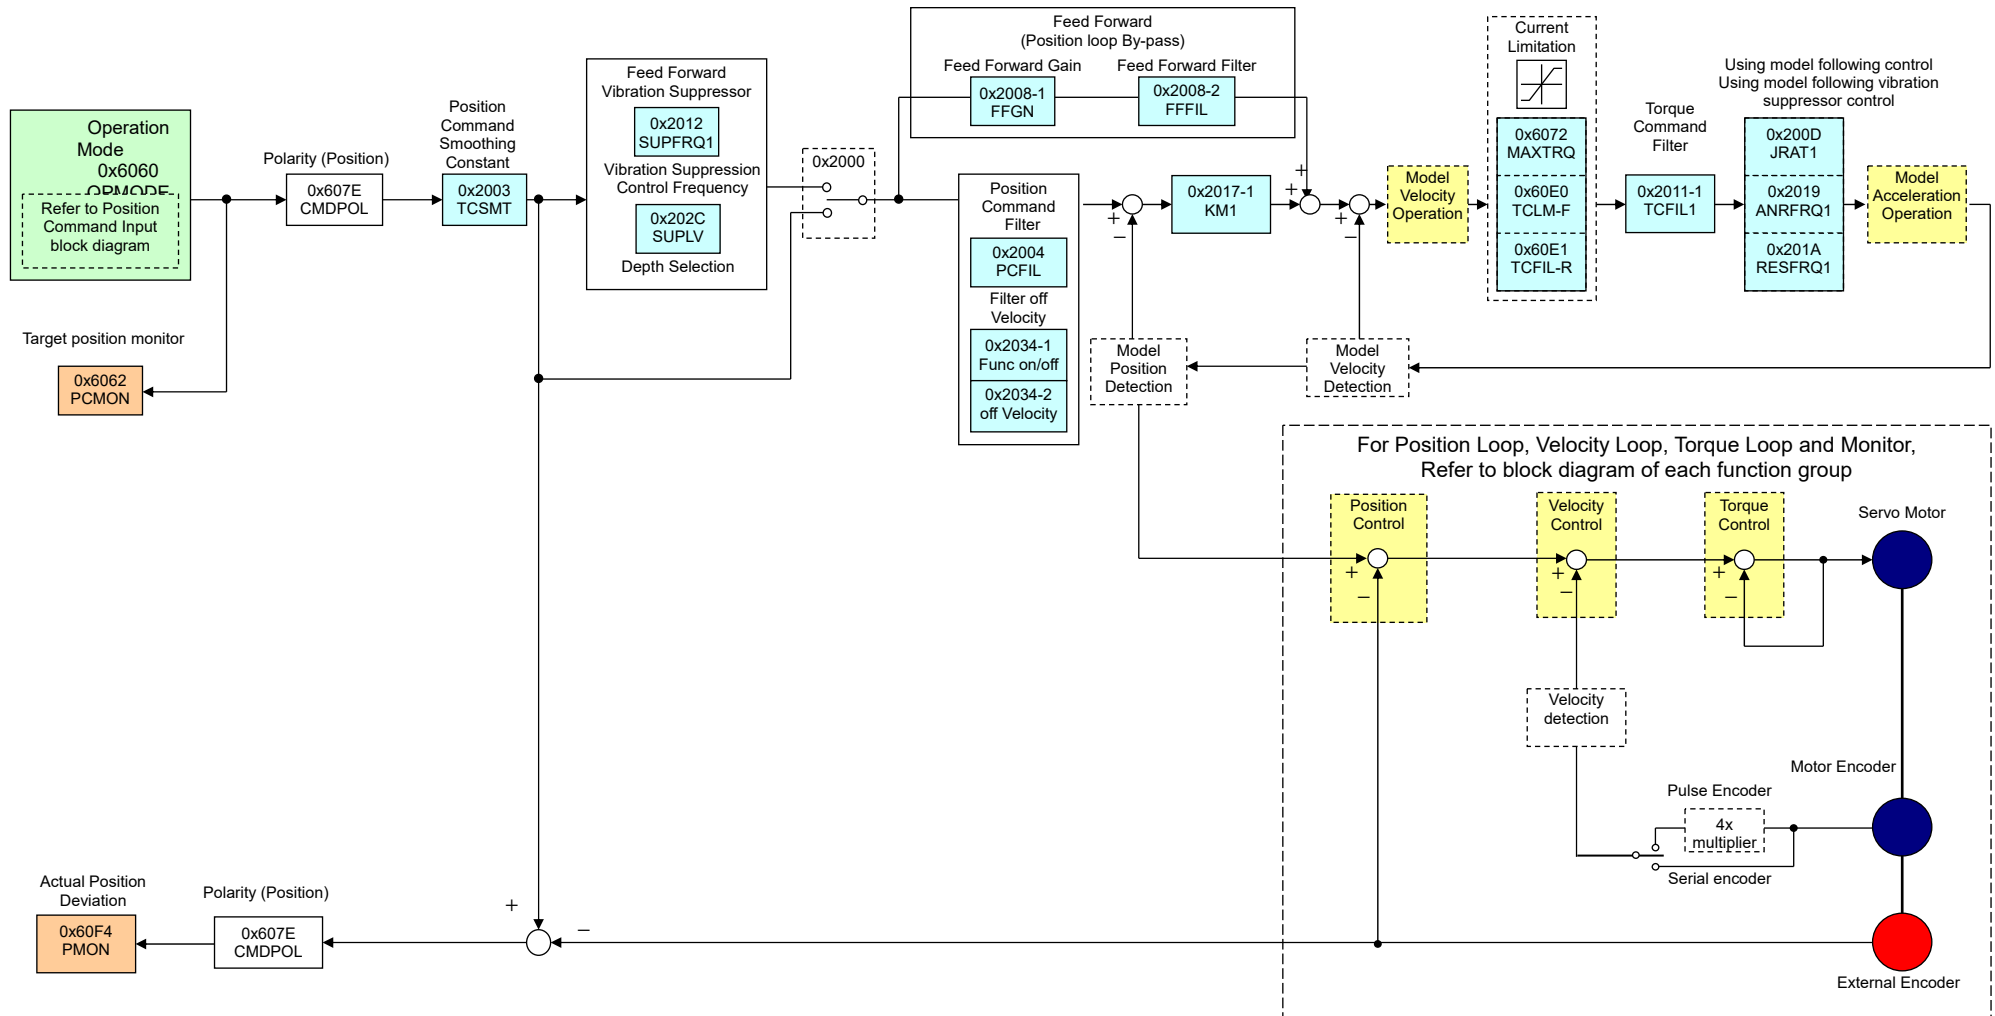 Operation
Mode
0x6060
OPMODE
Refer to Position
Command Input
block diagram
Target position monitor
0x6062
PCMON
Polarity (Position)
0x607E
CMDPOL
Position
Command
Smoothing
Constant
0x2003
TCSMT
Feed Forward
Vibration Suppressor
0x2012
SUPFRQ1
Vibration Suppression
Control Frequency
0x202C
SUPLV
Depth Selection
0x2000
Feed Forward
(Position loop By-pass)
Feed Forward Gain
0x2008-1
FFGN
Feed Forward Filter
0x2008-2
FFFIL
Position
Command
Filter
0x2004
PCFIL
Filter off
Velocity
0x2034-1
Func on/off
0x2034-2
off Velocity
+
−
0x2017-1
KM1
+
+
+
−
Model
Velocity
Operation
Current
Limitation
0x6072
MAXTRQ
0x60E0
TCLM-F
0x60E1
TCFIL-R
Torque
Command
Filter
0x2011-1
TCFIL1
Using model following control
Using model following vibration
suppressor control
0x200D
JRAT1
0x2019
ANRFRQ1
0x201A
RESFRQ1
Model
Acceleration
Operation
Model
Position
Detection
Model
Velocity
Detection
For Position Loop, Velocity Loop, Torque Loop and Monitor,
Refer to block diagram of each function group
Position
Control
+
−
Velocity
Control
+
−
Torque
Control
+
−
Servo Motor
Velocity
detection
Motor Encoder
Pulse Encoder
4x
multiplier
Serial encoder
External Encoder
Actual Position
Deviation
0x60F4
PMON
Polarity (Position)
0x607E
CMDPOL
+
−